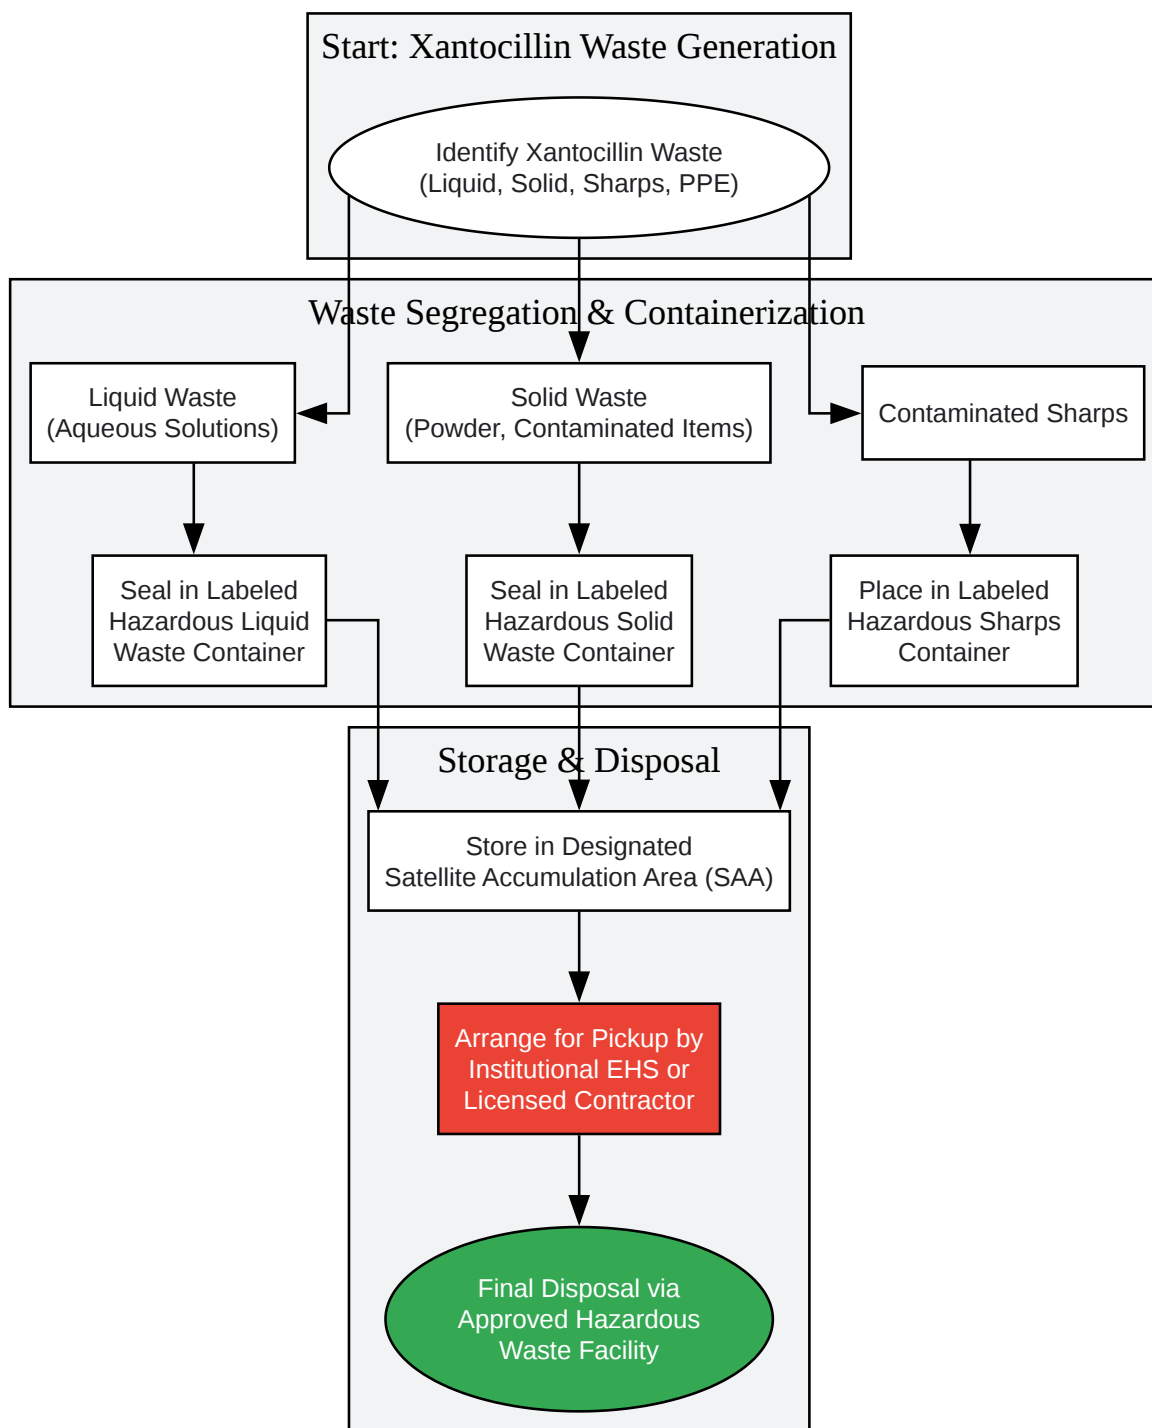 Start: Xantocillin Waste Generation
Identify Xantocillin Waste
(Liquid, Solid, Sharps, PPE)
Waste Segregation & Containerization
Liquid Waste
(Aqueous Solutions)
Solid Waste
(Powder, Contaminated Items)
Contaminated Sharps
Seal in Labeled
Hazardous Liquid
Waste Container
Seal in Labeled
Hazardous Solid
Waste Container
Place in Labeled
Hazardous Sharps
Container
Storage & Disposal
Store in Designated
Satellite Accumulation Area (SAA)
Arrange for Pickup by
Institutional EHS or
Licensed Contractor
Final Disposal via
Approved Hazardous
Waste Facility